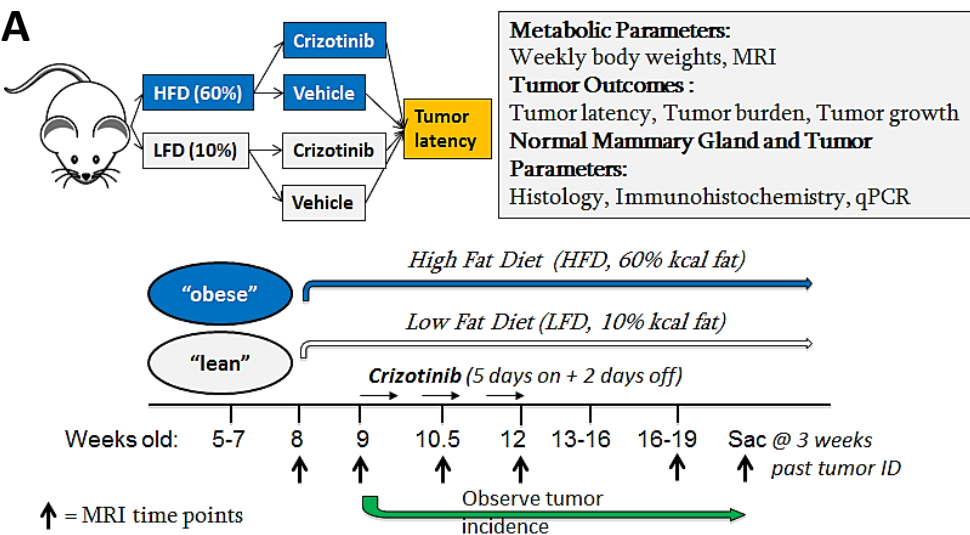 A
Crizotinib
HFD (60%)
Vehicle
LFD (10%)
Crizotinib
Vehicle
Tumor
latency
Metabolic Parameters:
Weekly body weights, MRI
Tumor Outcomes :
Tumor latency, Tumor burden, Tumor growth
Normal Mammary Gland and Tumor
Parameters:
Histology, Immunohistochemistry, qPCR
"obese"
High Fat Diet (HFD, 60% kcal fat)
"lean"
Low Fat Diet (LFD, 10% kcal fat)
Crizotinib (5 days on + 2 days off)
Weeks old: 5-7 8 9 10.5 12 13-16 16-19 Sac @ 3 weeks
past tumor ID
= MRI time points
Observe tumor
incidence